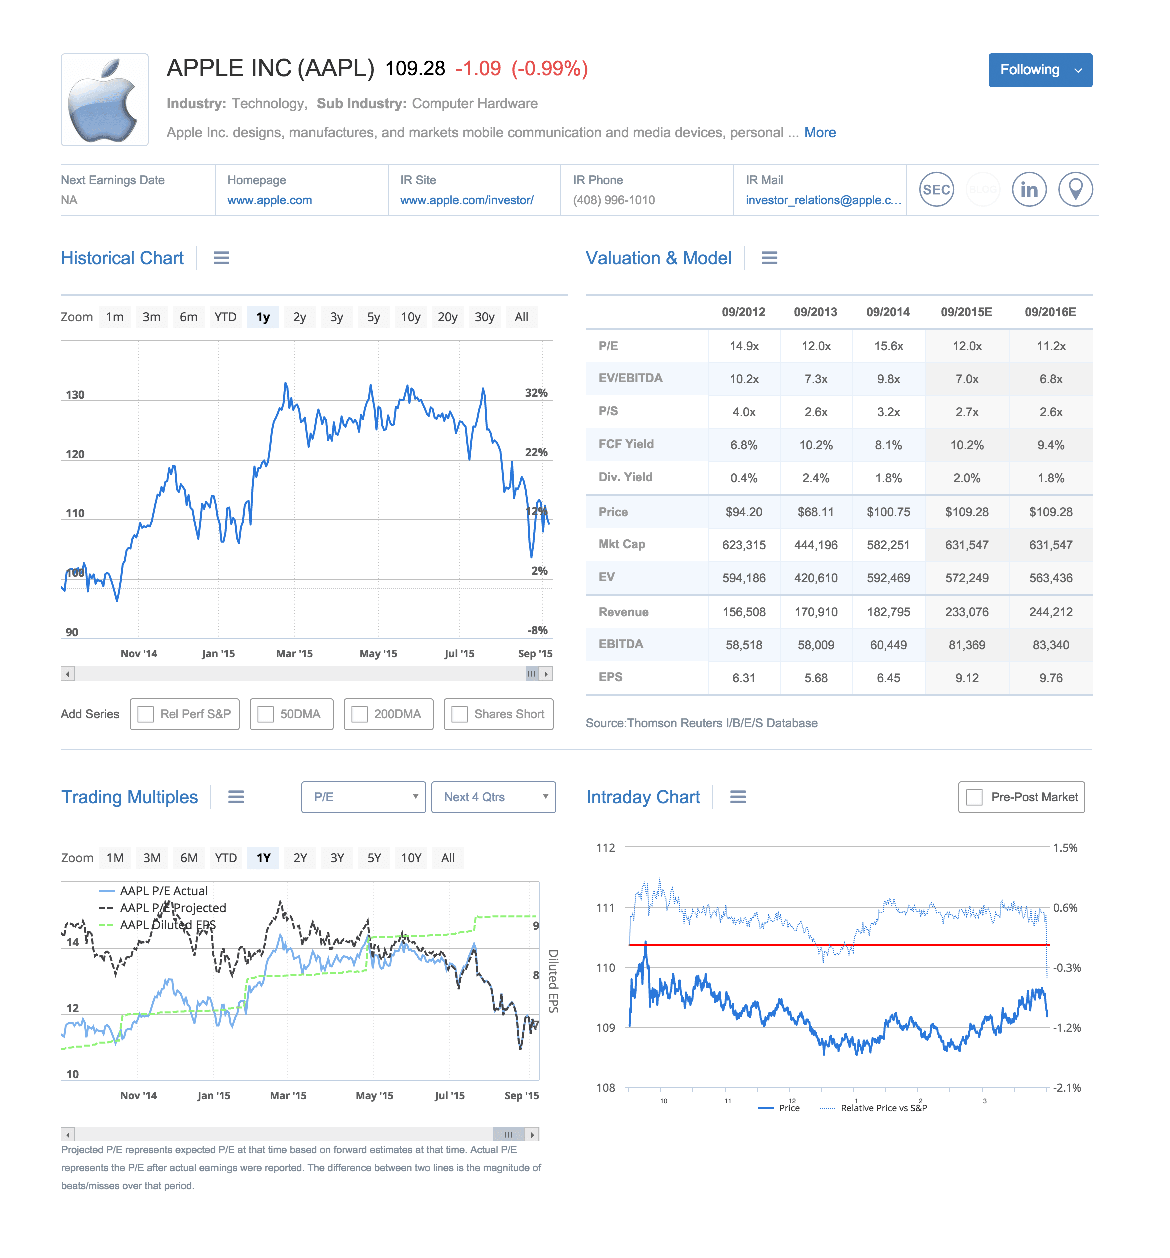 APPLE INC (AAPL) 109.28 -1.09 (-0.99%)
Following
Industry: Technology, Sub Industry: Computer Hardware
Apple Inc. designs, manufactures, and markets mobile communication and media devices, personal ... More
Next Earnings Date
NA
Homepage
www.apple.com
IR Site
www.apple.com/investor/
IR Phone
(408) 996-1010
IR Mail
investor_relations@apple.c...
SEC
BLOG
in
Historical Chart
Zoom 1m 3m 6m YTD 1y 2y 3y 5y 10y 20y 30y All
130 32%
120 22%
110 12%
100 2%
90 -8%
Nov '14 Jan '15 Mar '15 May '15 Jul '15 Sep '15
Add Series Rel Perf S&P 50DMA 200DMA Shares Short
Valuation & Model
09/2012 09/2013 09/2014 09/2015E 09/2016E
P/E 14.9x 12.0x 15.6x 12.0x 11.2x
EV/EBITDA 10.2x 7.3x 9.8x 7.0x 6.8x
P/S 4.0x 2.6x 3.2x 2.7x 2.6x
FCF Yield 6.8% 10.2% 8.1% 10.2% 9.4%
Div. Yield 0.4% 2.4% 1.8% 2.0% 1.8%
Price $94.20 $68.11 $100.75 $109.28 $109.28
Mkt Cap 623,315 444,196 582,251 631,547 631,547
EV 594,186 420,610 592,469 572,249 563,436
Revenue 156,508 170,910 182,795 233,076 244,212
EBITDA 58,518 58,009 60,449 81,369 83,340
EPS 6.31 5.68 6.45 9.12 9.76
Source:Thomson Reuters I/B/E/S Database
Trading Multiples
P/E
Next 4 Qtrs
Zoom 1M 3M 6M YTD 1Y 2Y 3Y 5Y 10Y All
AAPL P/E Actual
AAPL P/E Projected
AAPL Diluted EPS
9
14
8
12
7
10
Diluted EPS
Nov '14 Jan '15 Mar '15 May '15 Jul '15 Sep '15
Projected P/E represents expected P/E at that time based on forward estimates at that time. Actual P/E
represents the P/E after actual earnings were reported. The difference between two lines is the magnitude of
beats/misses over that period.
Intraday Chart
Pre-Post Market
112 1.5%
111 0.6%
110 -0.3%
109 -1.2%
108 -2.1%
10 11 12 1 2 3
Price Relative Price vs S&P